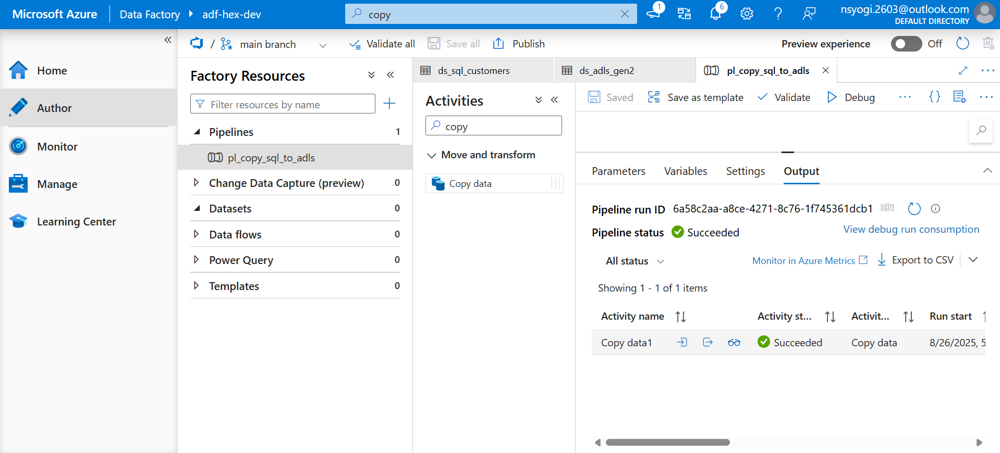 Microsoft Azure
Data Factory
adf-hex-dev
copy
1
6
nsyogi.2603@outlook.com
DEFAULT DIRECTORY
Home
Author
Monitor
Manage
Learning Center
/
main branch
Validate all
Save all
Publish
Preview experience
Off
Factory Resources
Filter resources by name
Pipelines 1
pl_copy_sql_to_adls
Change Data Capture (preview) 0
Datasets 0
Data flows 0
Power Query 0
Templates 0
ds_sql_customers
ds_adls_gen2
pl_copy_sql_to_adls
Activities
copy
Move and transform
Copy data
Saved
Save as template
Validate
Debug
Parameters Variables Settings Output
Pipeline run ID 6a58c2aa-a8ce-4271-8c76-1f745361dcb1
Pipeline status Succeeded
View debug run consumption
All status
Monitor in Azure Metrics
Export to CSV
Showing 1 - 1 of 1 items
Activity name Activity st... Activit... Run start
Copy data1 Succeeded Copy data 8/26/2025, 5